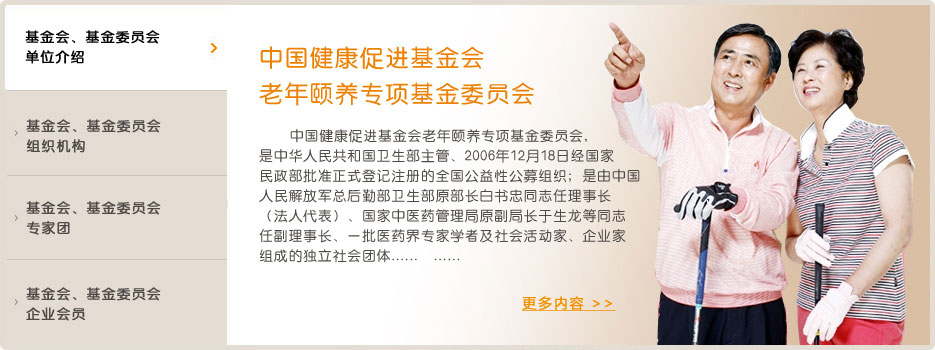 基金会、基金委员会
单位介绍
基金会、基金委员会
组织机构
基金会、基金委员会
专家团
基金会、基金委员会
企业会员
中国健康促进基金会
老年颐养专项基金委员会
中国健康促进基金会老年颐养专项基金委员会，
是中华人民共和国卫生部主管、2006年12月18日经国家
民政部批准正式登记注册的全国公益性公募组织；是由中国
人民解放军总后勤部卫生部原部长白书忠同志任理事长
（法人代表）、国家中医药管理局原副局长于生龙等同志
任副理事长、一批医药界专家学者及社会活动家、企业家
组成的独立社会团体…… ……
更多内容 >>